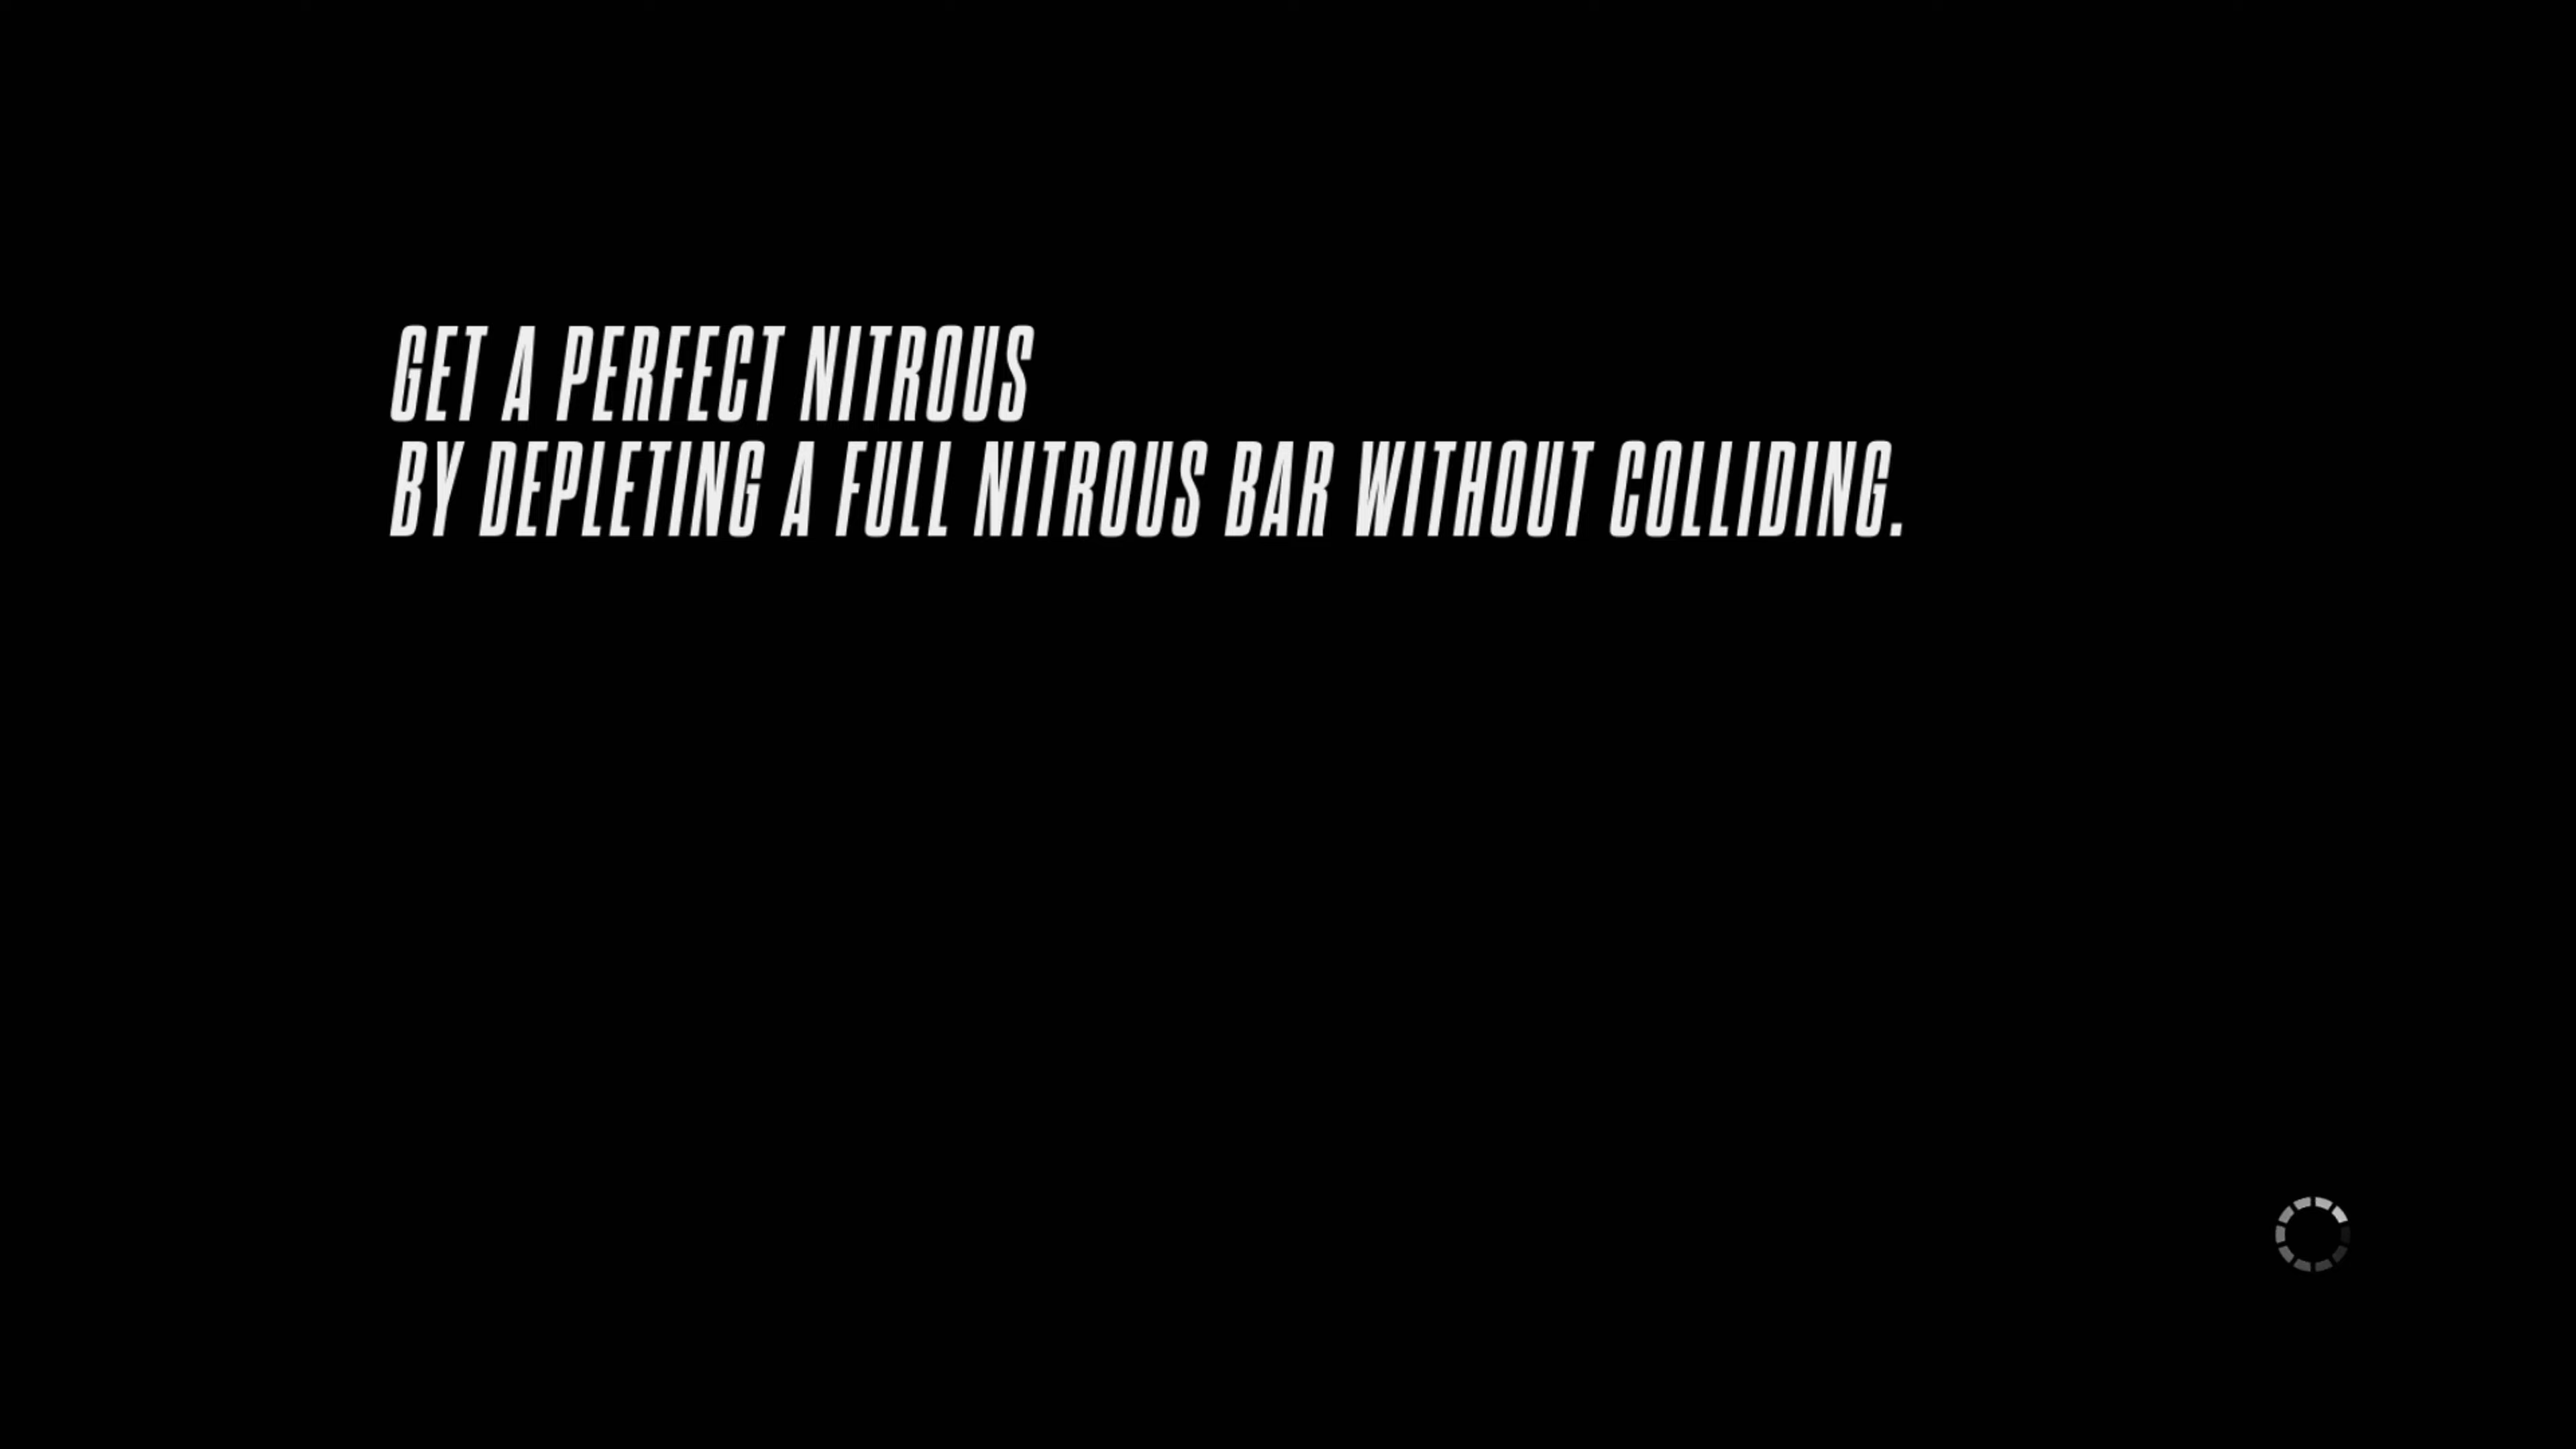 GET A PERFECT NITROUS
BY DEPLETING A FULL NITROUS BAR WITHOUT COLLIDING.